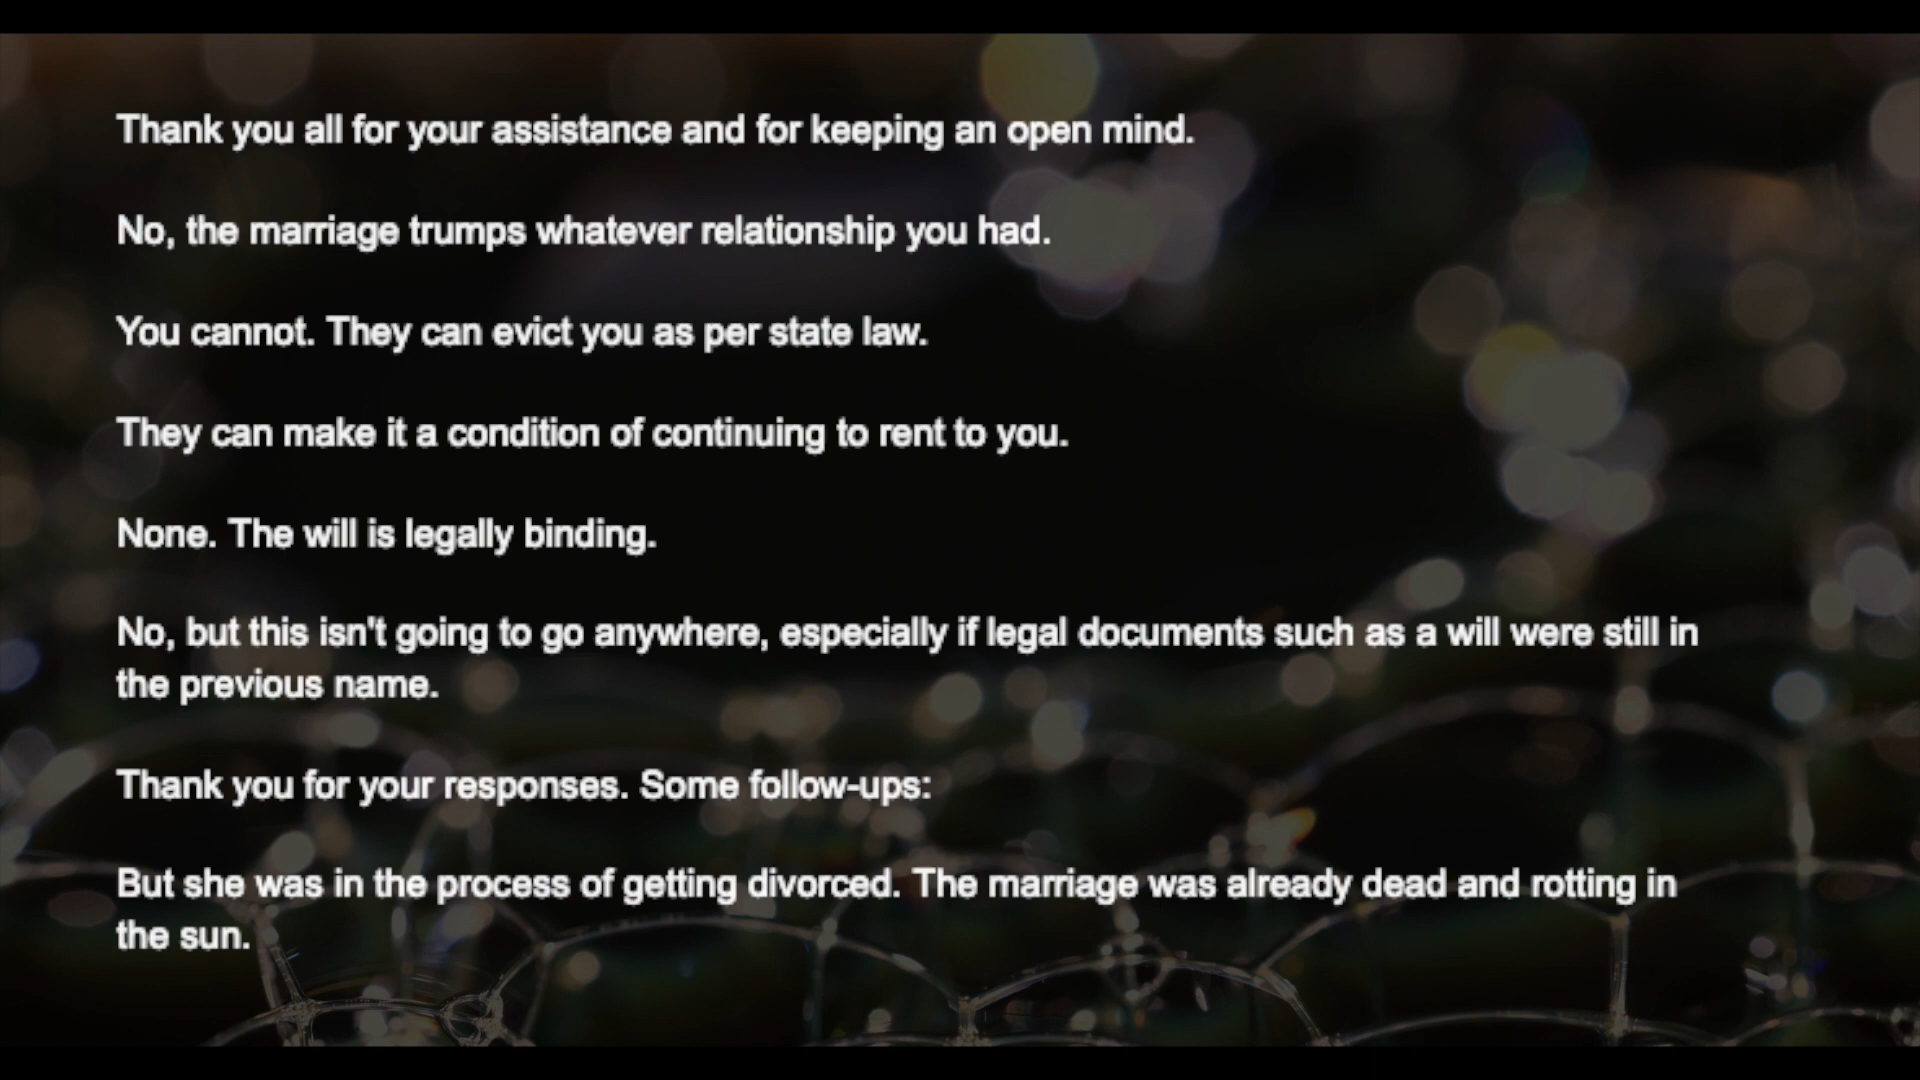 Thank you all for your assistance and for keeping an open mind.
No, the marriage trumps whatever relationship you had.
You cannot. They can evict you as per state law.
They can make it a condition of continuing to rent to you.
None. The will is legally binding.
No, but this isn't going to go anywhere, especially if legal documents such as a will were still in
the previous name.
Thank you for your responses. Some follow-ups:
But she was in the process of getting divorced. The marriage was already dead and rotting in
the sun.